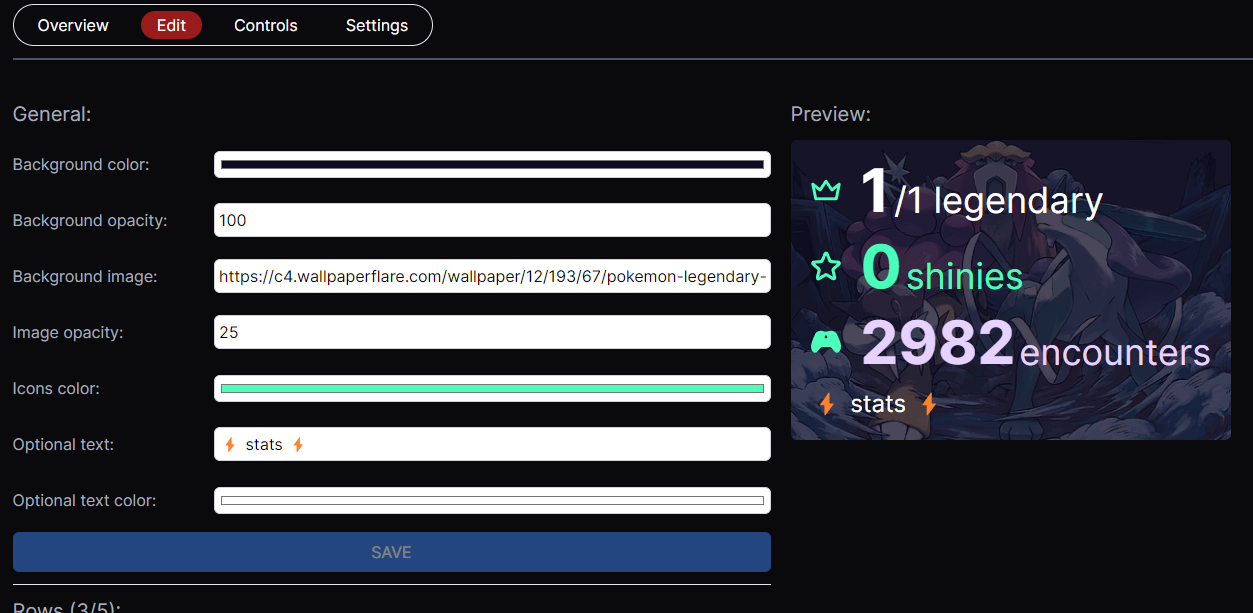 Overview Edit Controls Settings
General:
Background color:
Background opacity: 100
Background image: https://c4.wallpaperflare.com/wallpaper/12/193/67/pokemon-legendary-
Image opacity: 25
Icons color:
Optional text: ⚡ stats ⚡
Optional text color:
SAVE
Rows (3/5):
Preview:
1/1 legendary
0 shinies
2982 encounters
⚡ stats ⚡